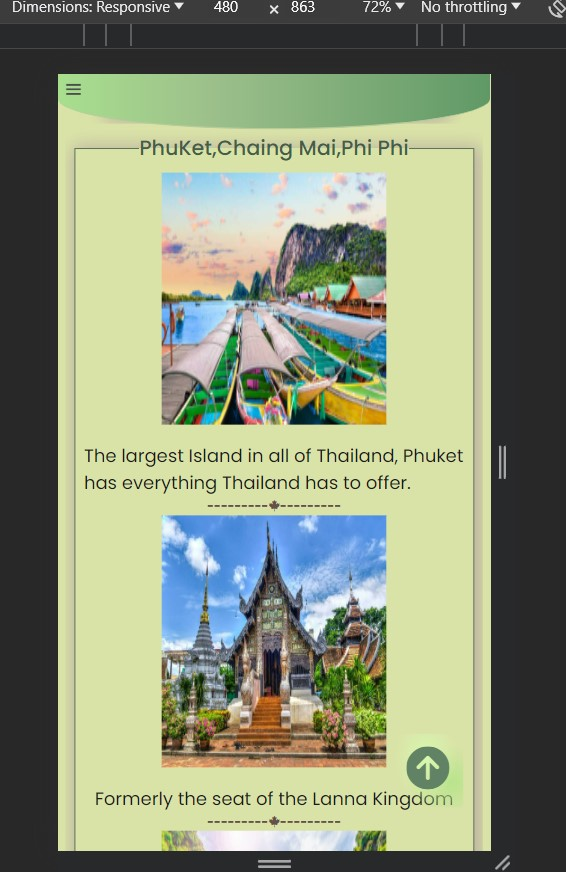 Dimensions: Responsive ▼ 480 × 863 72% ▼ No throttling ▼
PhuKet,Chaing Mai,Phi Phi
The largest Island in all of Thailand, Phuket
has everything Thailand has to offer.
---------🍁---------
Formerly the seat of the Lanna Kingdom
---------🍁---------